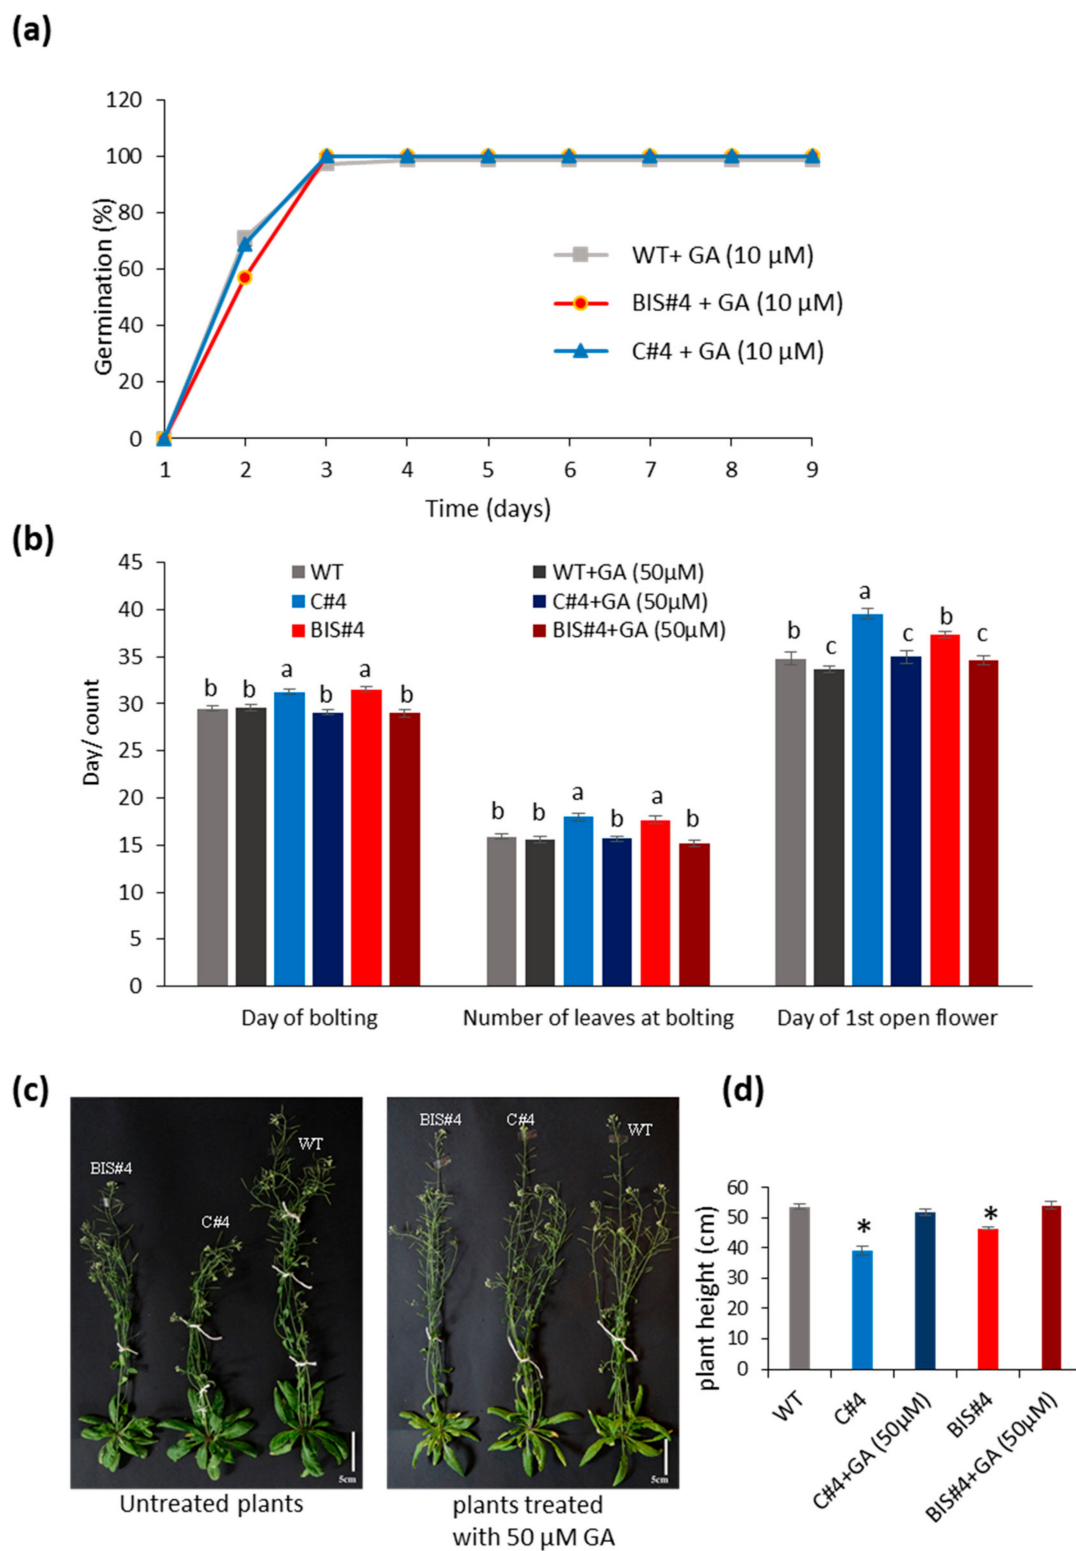 (a)
120
100
80
60
40
20
0
Germination (%)
WT+ GA (10 µM)
BIS#4 + GA (10 µM)
C#4 + GA (10 µM)
1 2 3 4 5 6 7 8 9
Time (days)
(b)
45
40
35
30
25
20
15
10
5
0
Day/ count
WT
C#4
BIS#4
WT+GA (50µM)
C#4+GA (50µM)
BIS#4+GA (50µM)
b b a b a b
b b a b a b
b c a c b c
Day of bolting
Number of leaves at bolting
Day of 1st open flower
(c)
BIS#4
C#4
WT
5cm
Untreated plants
BIS#4
C#4
WT
5cm
plants treated
with 50 µM GA
(d)
60
50
40
30
20
10
0
plant height (cm)
* *
WT
C#4
C#4+GA (50µM)
BIS#4
BIS#4+GA (50µM)